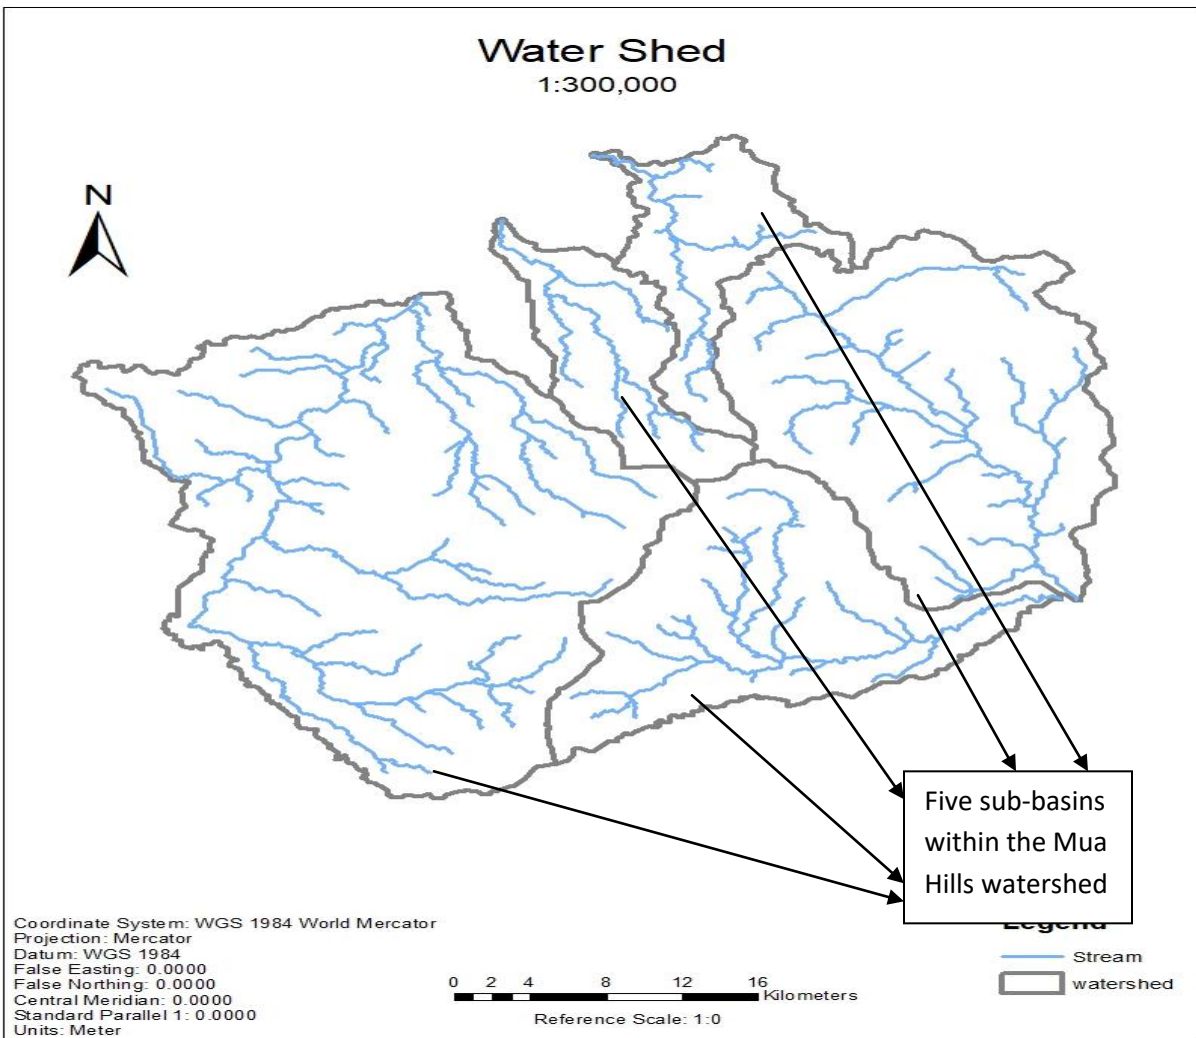 Water Shed
1:300,000
N
Five sub-basins
within the Mua
Hills watershed
Legend
Stream
watershed
Coordinate System: WGS 1984 World Mercator
Projection: Mercator
Datum: WGS 1984
False Easting: 0.0000
False Northing: 0.0000
Central Meridian: 0.0000
Standard Parallel 1: 0.0000
Units: Meter
0 2 4 8 12 16
Kilometers
Reference Scale: 1:0